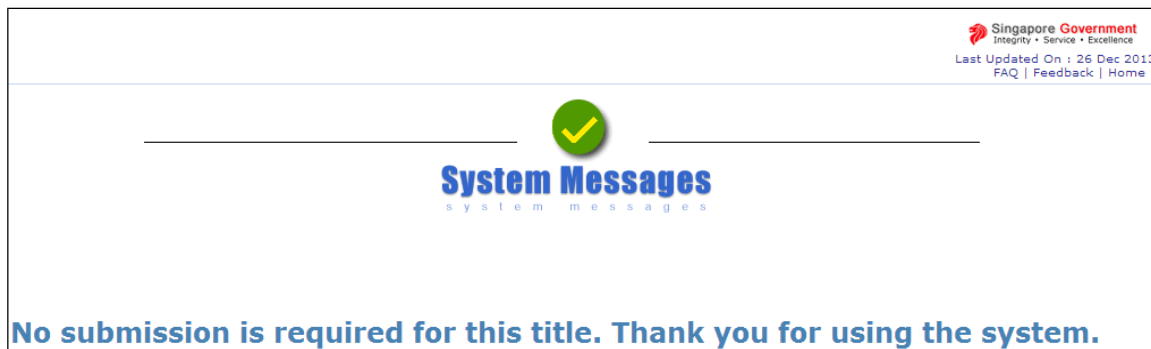 Singapore Government
Integrity • Service • Excellence
Last Updated On : 26 Dec 2013
FAQ | Feedback | Home
System Messages
system messages
No submission is required for this title. Thank you for using the system.